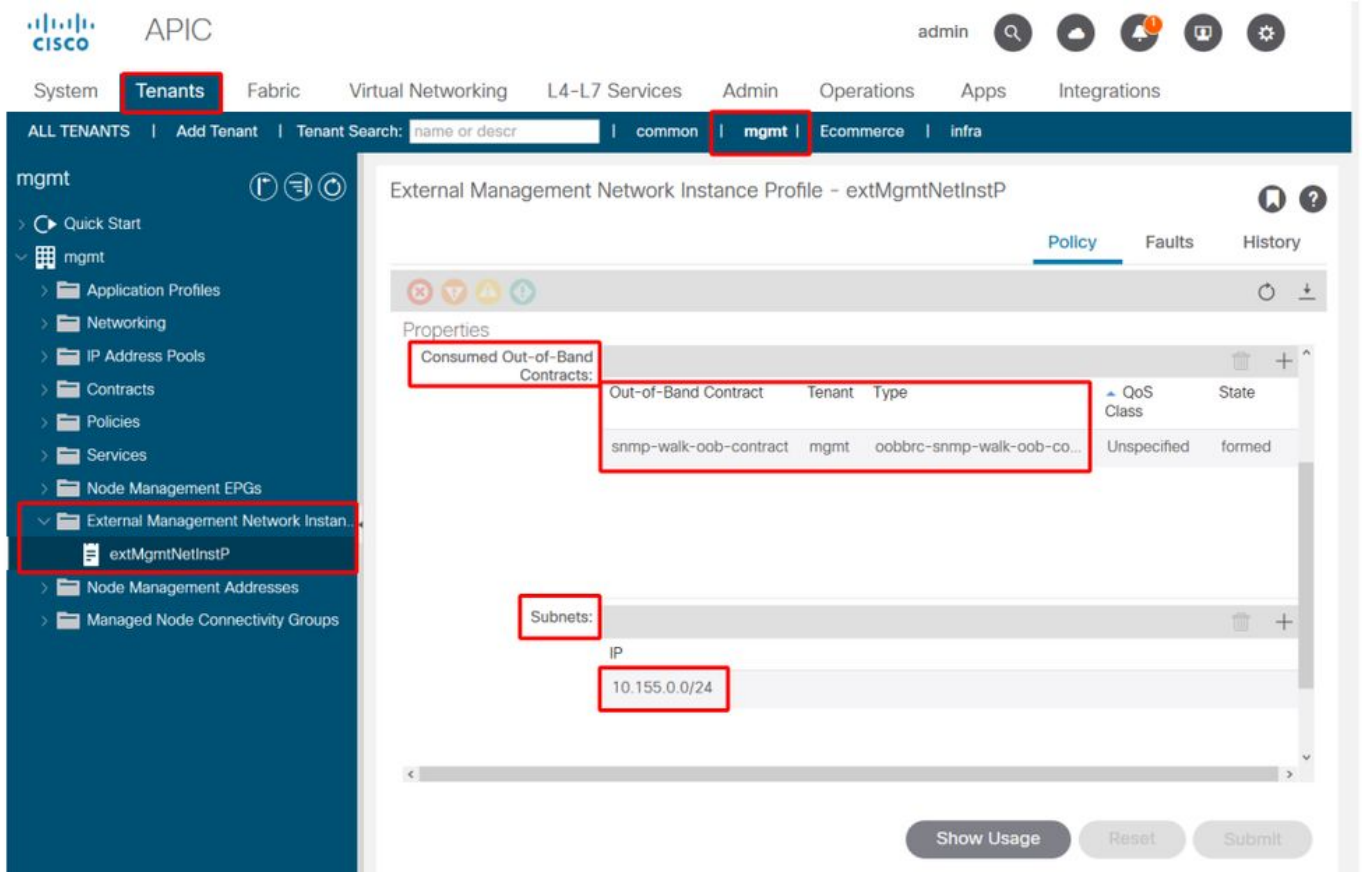 CISCO
APIC
admin
1
System Tenants Fabric Virtual Networking L4-L7 Services Admin Operations Apps Integrations
ALL TENANTS | Add Tenant | Tenant Search: name or descr | common | mgmt | Ecommerce | infra
mgmt
Quick Start
mgmt
Application Profiles
Networking
IP Address Pools
Contracts
Policies
Services
Node Management EPGs
External Management Network Instan..
extMgmtNetInstP
Node Management Addresses
Managed Node Connectivity Groups
External Management Network Instance Profile - extMgmtNetInstP
Policy Faults History
Properties
Consumed Out-of-Band
Contracts:
Out-of-Band Contract Tenant Type QoS State
Class
snmp-walk-oob-contract mgmt oobbrc-snmp-walk-oob-co... Unspecified formed
Subnets:
IP
10.155.0.0/24
Show Usage Reset Submit